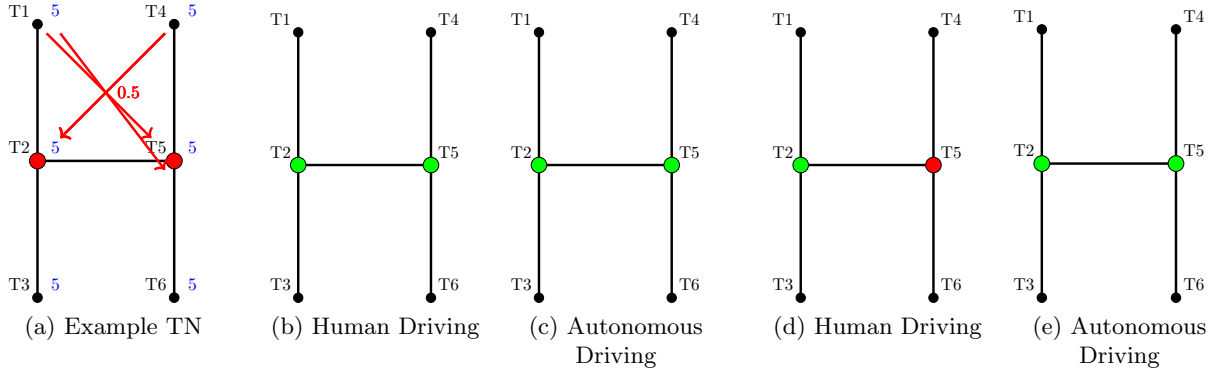 T1 5 T4 5
0.5
T2 5 T5 5
T3 5 T6 5
(a) Example TN
T1 T4
T2 T5
T3 T6
(b) Human Driving
T1 T4
T2 T5
T3 T6
(c) Autonomous
Driving
T1 T4
T2 T5
T3 T6
(d) Human Driving
T1 T4
T2 T5
T3 T6
(e) Autonomous
Driving